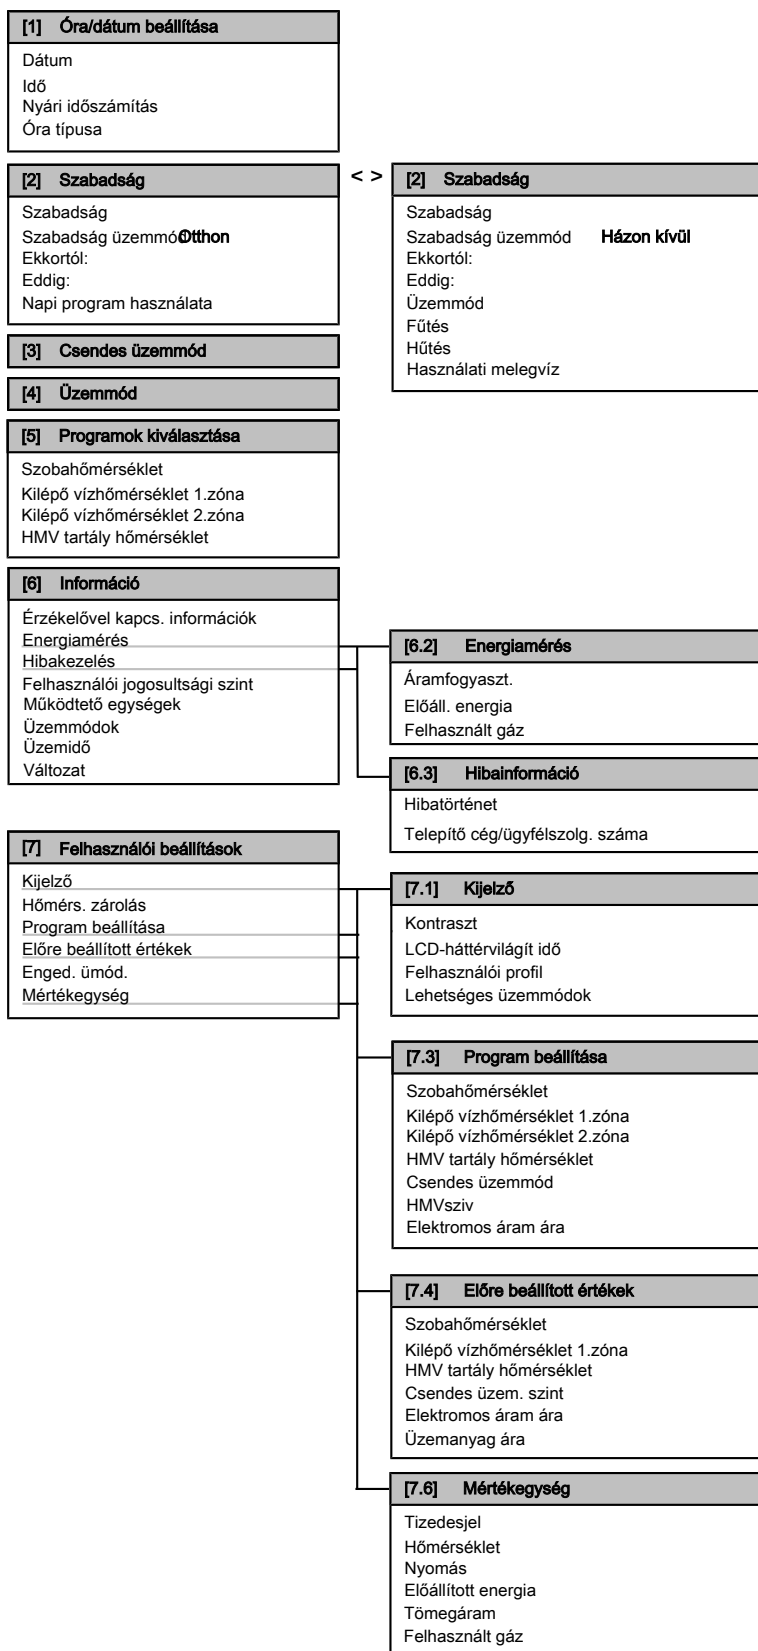 [1] Óra/dátum beállítása
Dátum
Idő
Nyári időszámítás
Óra típusa
[2] Szabadság
Szabadság
Szabadság üzemmód Otthon
Ekkortól:
Eddig:
Napi program használata
< >
[2] Szabadság
Szabadság
Szabadság üzemmód Házon kívül
Ekkortól:
Eddig:
Üzemmód
Fűtés
Hűtés
Használati melegvíz
[3] Csendes üzemmód
[4] Üzemmód
[5] Programok kiválasztása
Szobahőmérséklet
Kilépő vízhőmérséklet 1.zóna
Kilépő vízhőmérséklet 2.zóna
HMV tartály hőmérséklet
[6] Információ
Érzékelővel kapcs. információk
Energiamérés
Hibakezelés
Felhasználói jogosultsági szint
Működtető egységek
Üzemmódok
Üzemidő
Változat
[6.2] Energiamérés
Áramfogyaszt.
Előáll. energia
Felhasznált gáz
[6.3] Hibainformáció
Hibatörténet
Telepítő cég/ügyfélszolg. száma
[7] Felhasználói beállítások
Kijelző
Hőmérs. zárolás
Program beállítása
Előre beállított értékek
Enged. ümód.
Mértékegység
[7.1] Kijelző
Kontraszt
LCD-háttérvilágít idő
Felhasználói profil
Lehetséges üzemmódok
[7.3] Program beállítása
Szobahőmérséklet
Kilépő vízhőmérséklet 1.zóna
Kilépő vízhőmérséklet 2.zóna
HMV tartály hőmérséklet
Csendes üzemmód
HMVsziv
Elektromos áram ára
[7.4] Előre beállított értékek
Szobahőmérséklet
Kilépő vízhőmérséklet 1.zóna
HMV tartály hőmérséklet
Csendes üzem. szint
Elektromos áram ára
Üzemanyag ára
[7.6] Mértékegység
Tizedesjel
Hőmérséklet
Nyomás
Előállított energia
Tömegáram
Felhasznált gáz